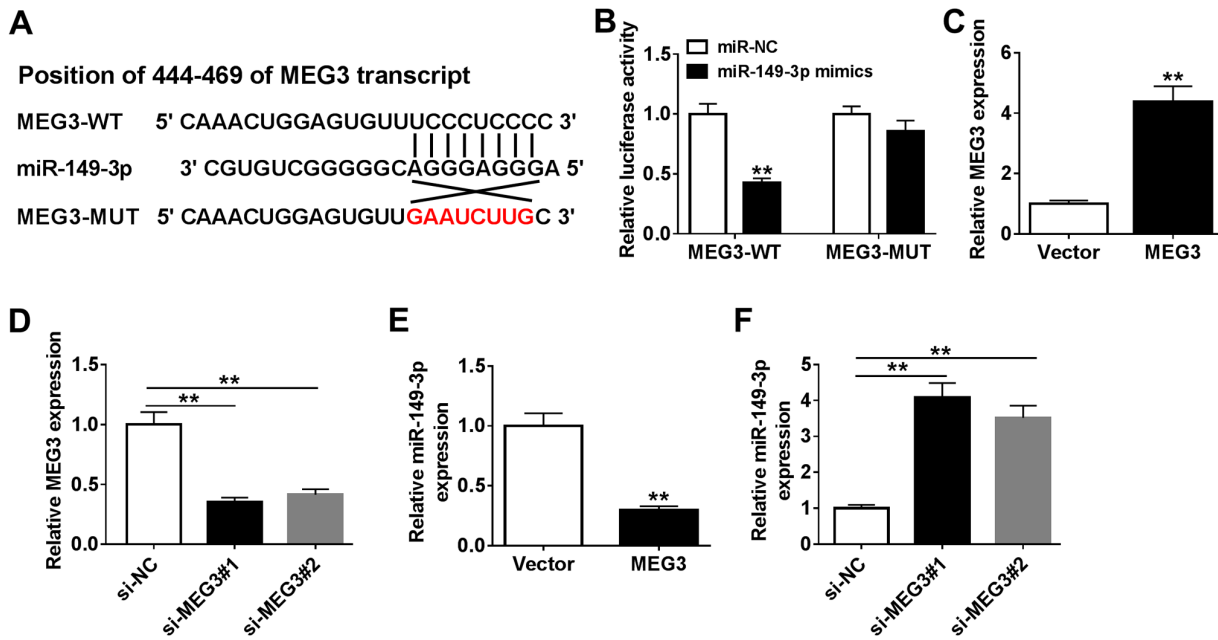 A
Position of 444-469 of MEG3 transcript
MEG3-WT 5' CAAACUGGAGUGUUUCCCUCCCC 3'
miR-149-3p 3' CGUGUCGGGGGCAGGGAGGGA 5'
MEG3-MUT 5' CAAACUGGAGUGUUGAAUCUUGC 3'
B
Relative luciferase activity
1.5
1.0
0.5
0.0
miR-NC
miR-149-3p mimics
**
MEG3-WT MEG3-MUT
C
Relative MEG3 expression
6
4
2
0
**
Vector MEG3
D
Relative MEG3 expression
1.5
1.0
0.5
0.0
**
**
si-NC
si-MEG3#1
si-MEG3#2
E
Relative miR-149-3p
expression
1.5
1.0
0.5
0.0
**
Vector MEG3
F
Relative miR-149-3p
expression
5
4
3
2
1
0
**
**
si-NC
si-MEG3#1
si-MEG3#2